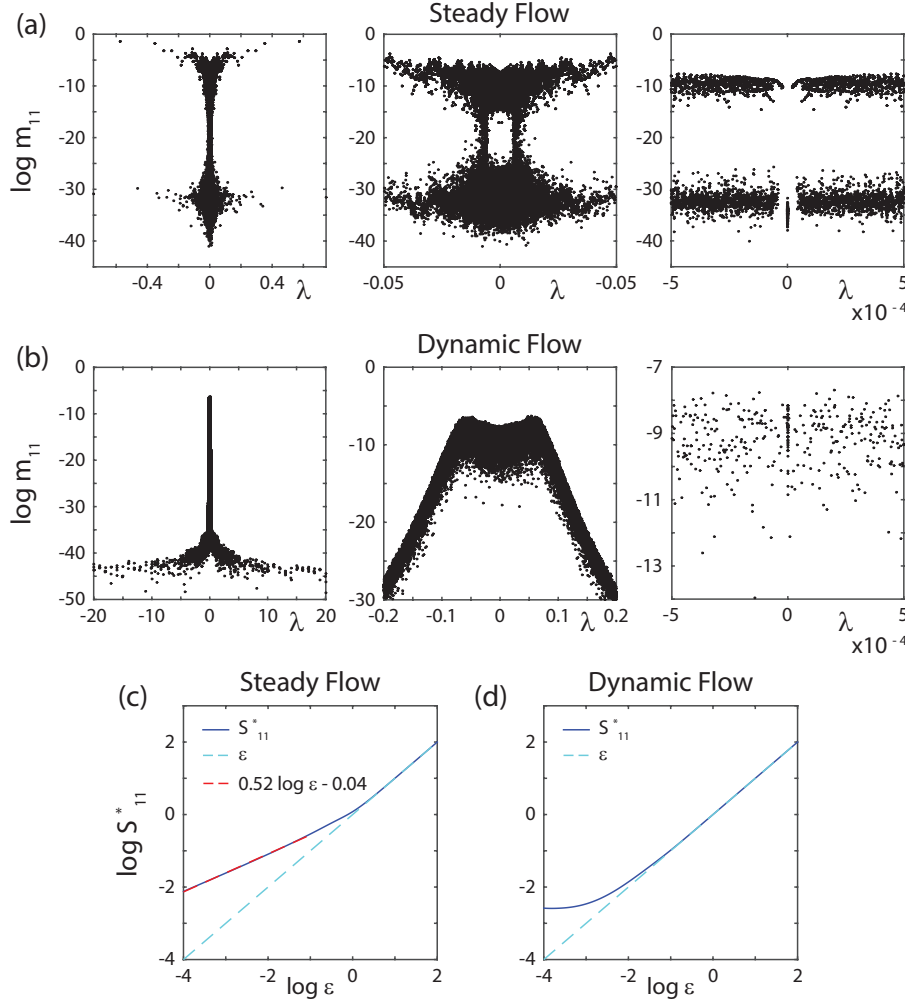 (a) Steady Flow
0 0 0
-10 -10 -10
-20 -20 -20
-30 -30 -30
-40 -40 -40
log m₁₁
-0.4 0 0.4 λ
-0.05 0 λ -0.05
-5 0 λ 5
x10⁻⁴
(b) Dynamic Flow
0 0 -7
-10 -9
-20 -10 -11
-30 -20
-40 -13
-50 -30
log m₁₁
-20 -10 0 10 λ 20
-0.2 -0.1 0 0.1 λ 0.2
-5 0 λ 5
x10⁻⁴
(c) Steady Flow
S*₁₁
ε
0.52 log ε - 0.04
2
0
-2
-4
log S*₁₁
-4 -2 0 2
log ε
(d) Dynamic Flow
S*₁₁
ε
2
0
-2
-4
-4 -2 0 2
log ε